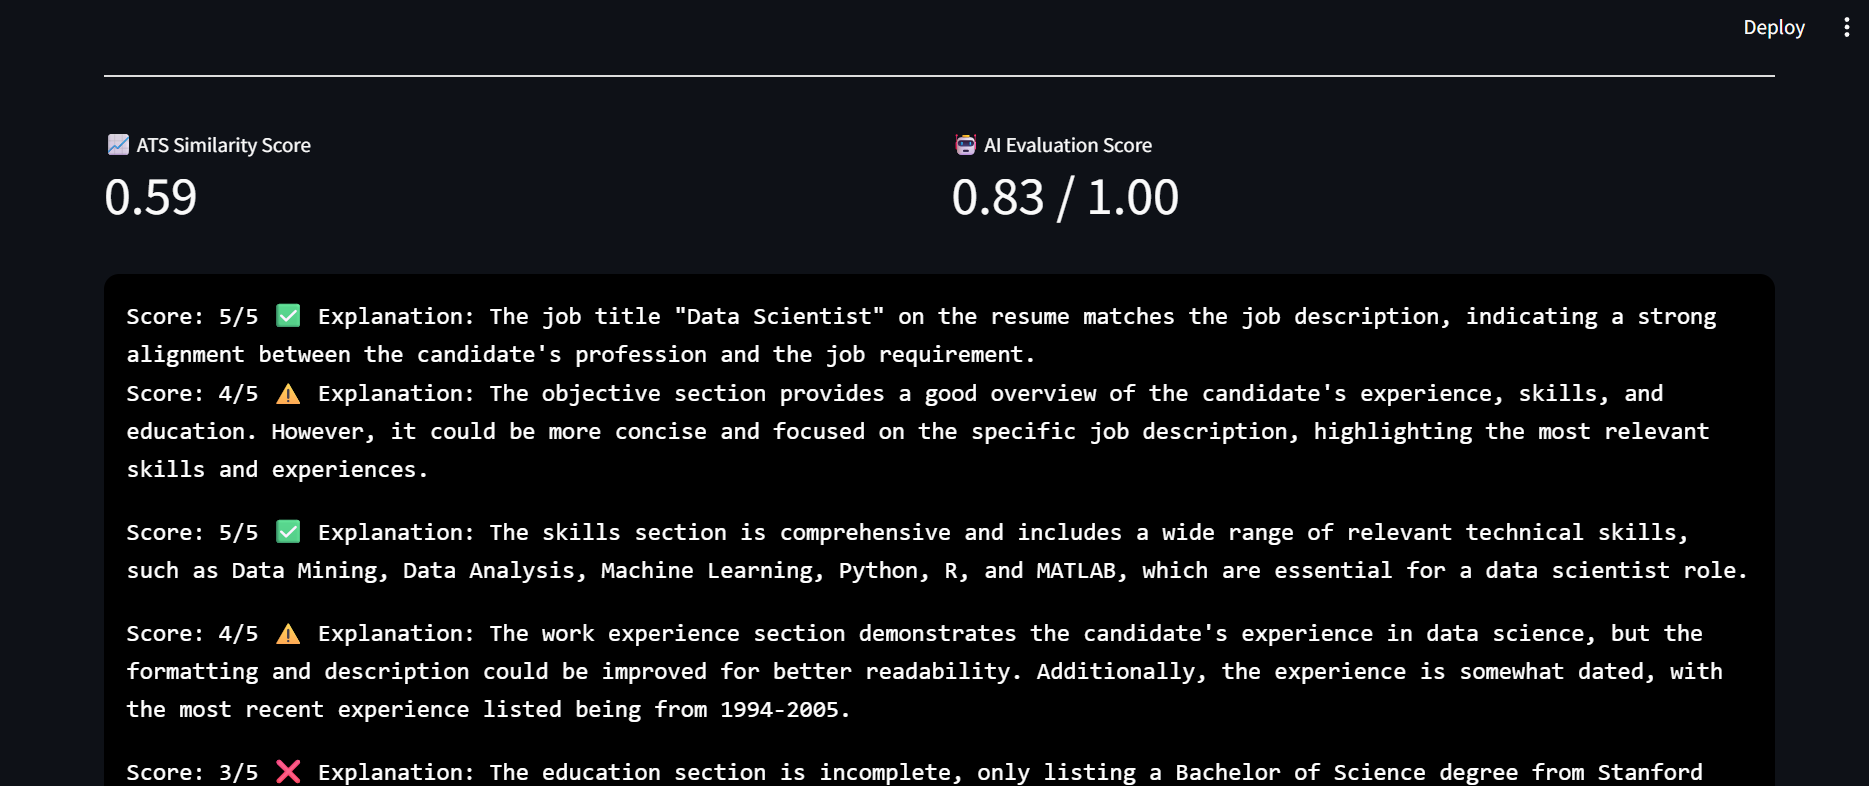 Deploy
📈 ATS Similarity Score
0.59
🤖 AI Evaluation Score
0.83 / 1.00
Score: 5/5 ✅ Explanation: The job title "Data Scientist" on the resume matches the job description, indicating a strong
alignment between the candidate's profession and the job requirement.
Score: 4/5 ⚠️ Explanation: The objective section provides a good overview of the candidate's experience, skills, and
education. However, it could be more concise and focused on the specific job description, highlighting the most relevant
skills and experiences.
Score: 5/5 ✅ Explanation: The skills section is comprehensive and includes a wide range of relevant technical skills,
such as Data Mining, Data Analysis, Machine Learning, Python, R, and MATLAB, which are essential for a data scientist role.
Score: 4/5 ⚠️ Explanation: The work experience section demonstrates the candidate's experience in data science, but the
formatting and description could be improved for better readability. Additionally, the experience is somewhat dated, with
the most recent experience listed being from 1994-2005.
Score: 3/5 ❌ Explanation: The education section is incomplete, only listing a Bachelor of Science degree from Stanford